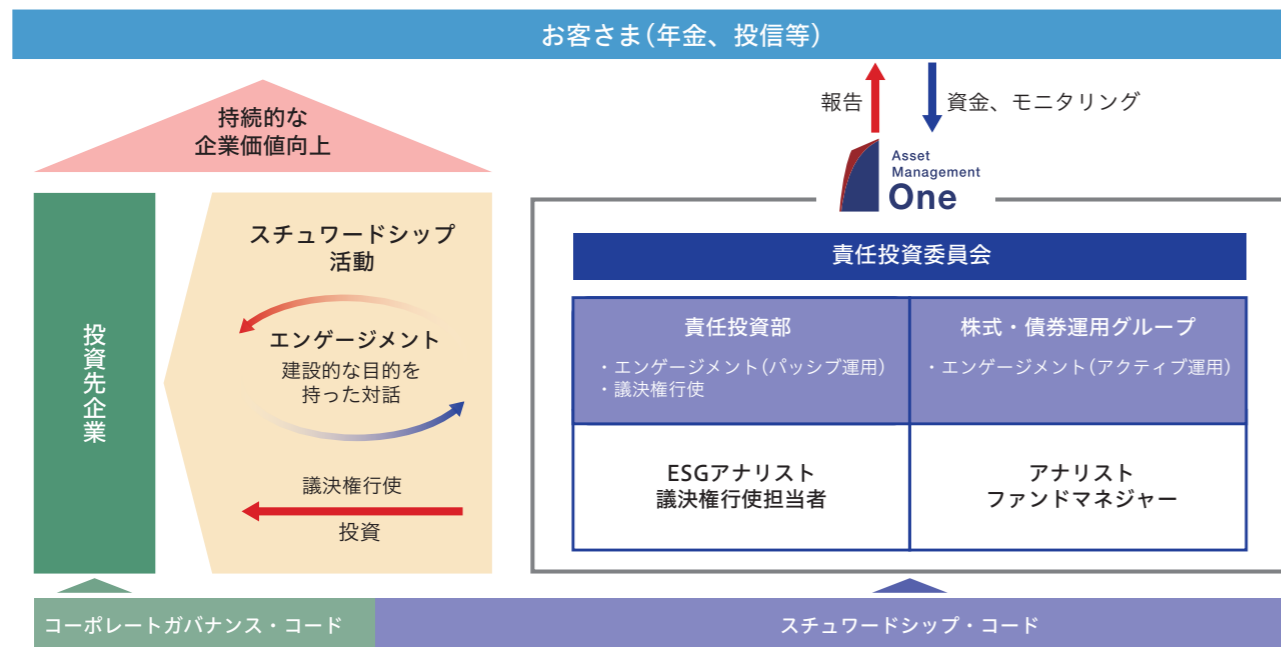 お客さま(年金、投信等)
持続的な
企業価値向上
報告
資金、モニタリング
Asset
Management
One
投資先企業
スチュワードシップ
活動
エンゲージメント
建設的な目的を
持った対話
議決権行使
投資
責任投資委員会
責任投資部
・エンゲージメント(パッシブ運用)
・議決権行使
株式・債券運用グループ
・エンゲージメント(アクティブ運用)
ESGアナリスト
議決権行使担当者
アナリスト
ファンドマネジャー
コーポレートガバナンス・コード
スチュワードシップ・コード